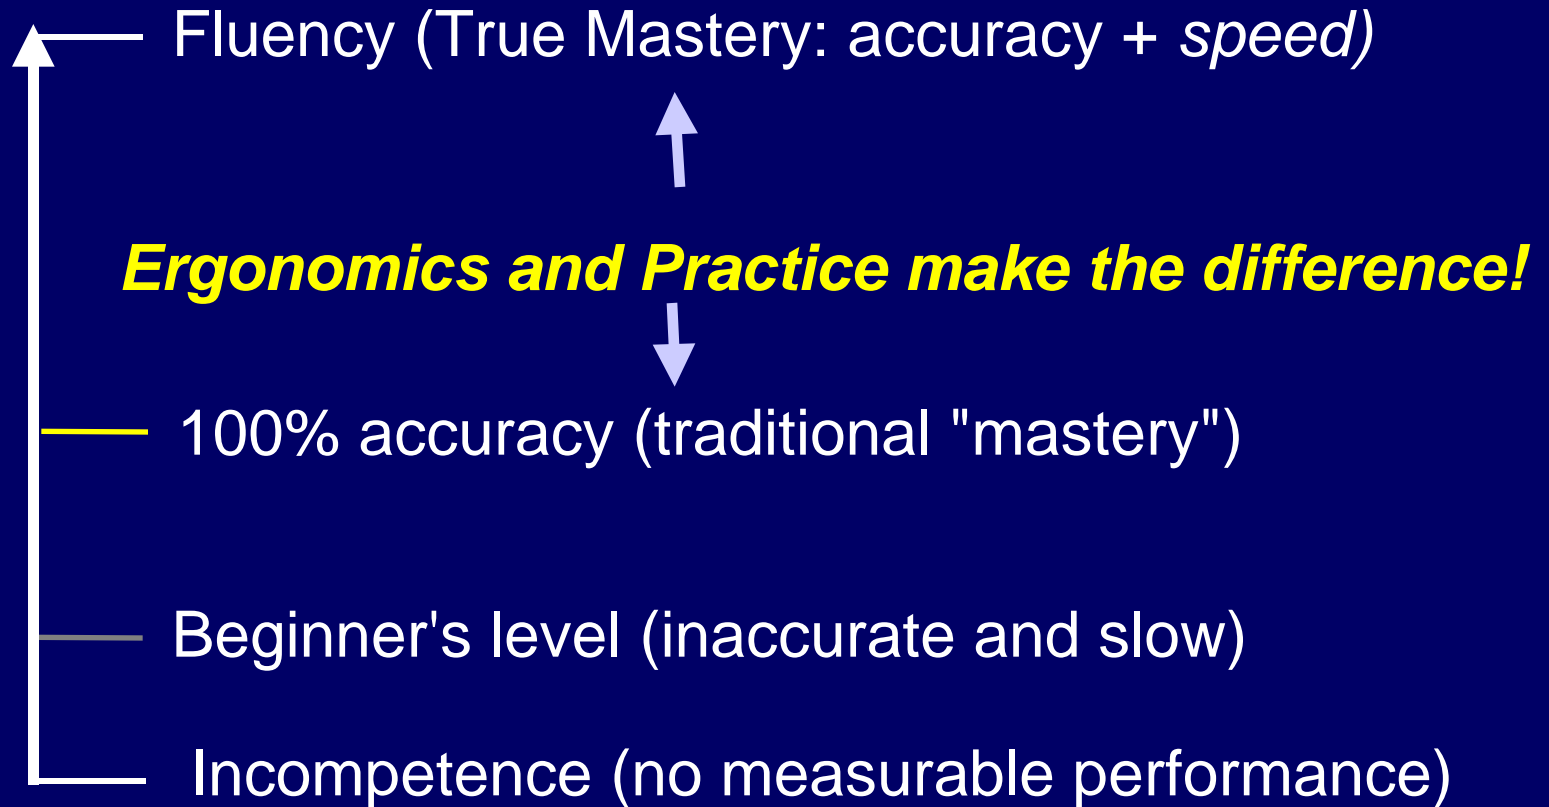 Fluency (True Mastery: accuracy + speed)
Ergonomics and Practice make the difference!
100% accuracy (traditional "mastery")
Beginner's level (inaccurate and slow)
Incompetence (no measurable performance)